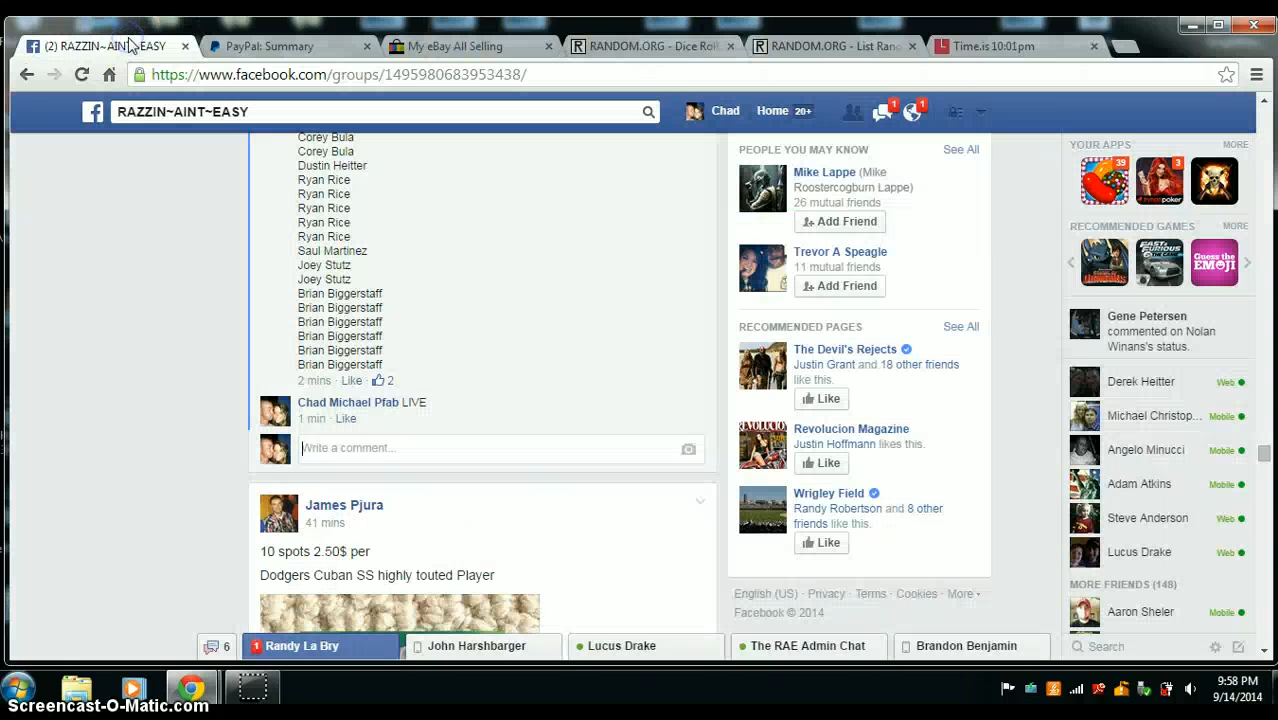 (2) RAZZIN~AINT~EASY
PayPal: Summary
My eBay All Selling
RANDOM.ORG - Dice Roll
RANDOM.ORG - List Rand
Time.is 10:01pm
https://www.facebook.com/groups/1495980683953438/
RAZZIN~AINT~EASY
Chad
Home 20+
1
1
Corey Bula
Corey Bula
Dustin Heitter
Ryan Rice
Ryan Rice
Ryan Rice
Ryan Rice
Ryan Rice
Saul Martinez
Joey Stutz
Joey Stutz
Brian Biggerstaff
Brian Biggerstaff
Brian Biggerstaff
Brian Biggerstaff
Brian Biggerstaff
Brian Biggerstaff
2 mins · Like · 2
Chad Michael Pfab LIVE
1 min · Like
Write a comment...
James Pjura
41 mins
10 spots 2.50$ per
Dodgers Cuban SS highly touted Player
PEOPLE YOU MAY KNOW See All
Mike Lappe (Mike
Roostercogburn Lappe)
26 mutual friends
Add Friend
Trevor A Speagle
11 mutual friends
Add Friend
RECOMMENDED PAGES See All
The Devil's Rejects
Justin Grant and 18 other friends
like this.
Like
Revolucion Magazine
Justin Hoffmann likes this.
Like
Wrigley Field
Randy Robertson and 8 other
friends like this.
Like
English (US) · Privacy · Terms · Cookies · More
Facebook © 2014
YOUR APPS MORE
39
3
RECOMMENDED GAMES MORE
FAST& FURIOUS
Guess the EMOJI
Gene Petersen
commented on Nolan
Winans's status.
Derek Heitter Web
Michael Christop... Mobile
Angelo Minucci Mobile
Adam Atkins Mobile
Steve Anderson Web
Lucus Drake Web
MORE FRIENDS (148)
Aaron Sheler Mobile
Search
6
1 Randy La Bry
John Harshbarger
Lucus Drake
The RAE Admin Chat
Brandon Benjamin
9:58 PM
9/14/2014
Screencast-O-Matic.com